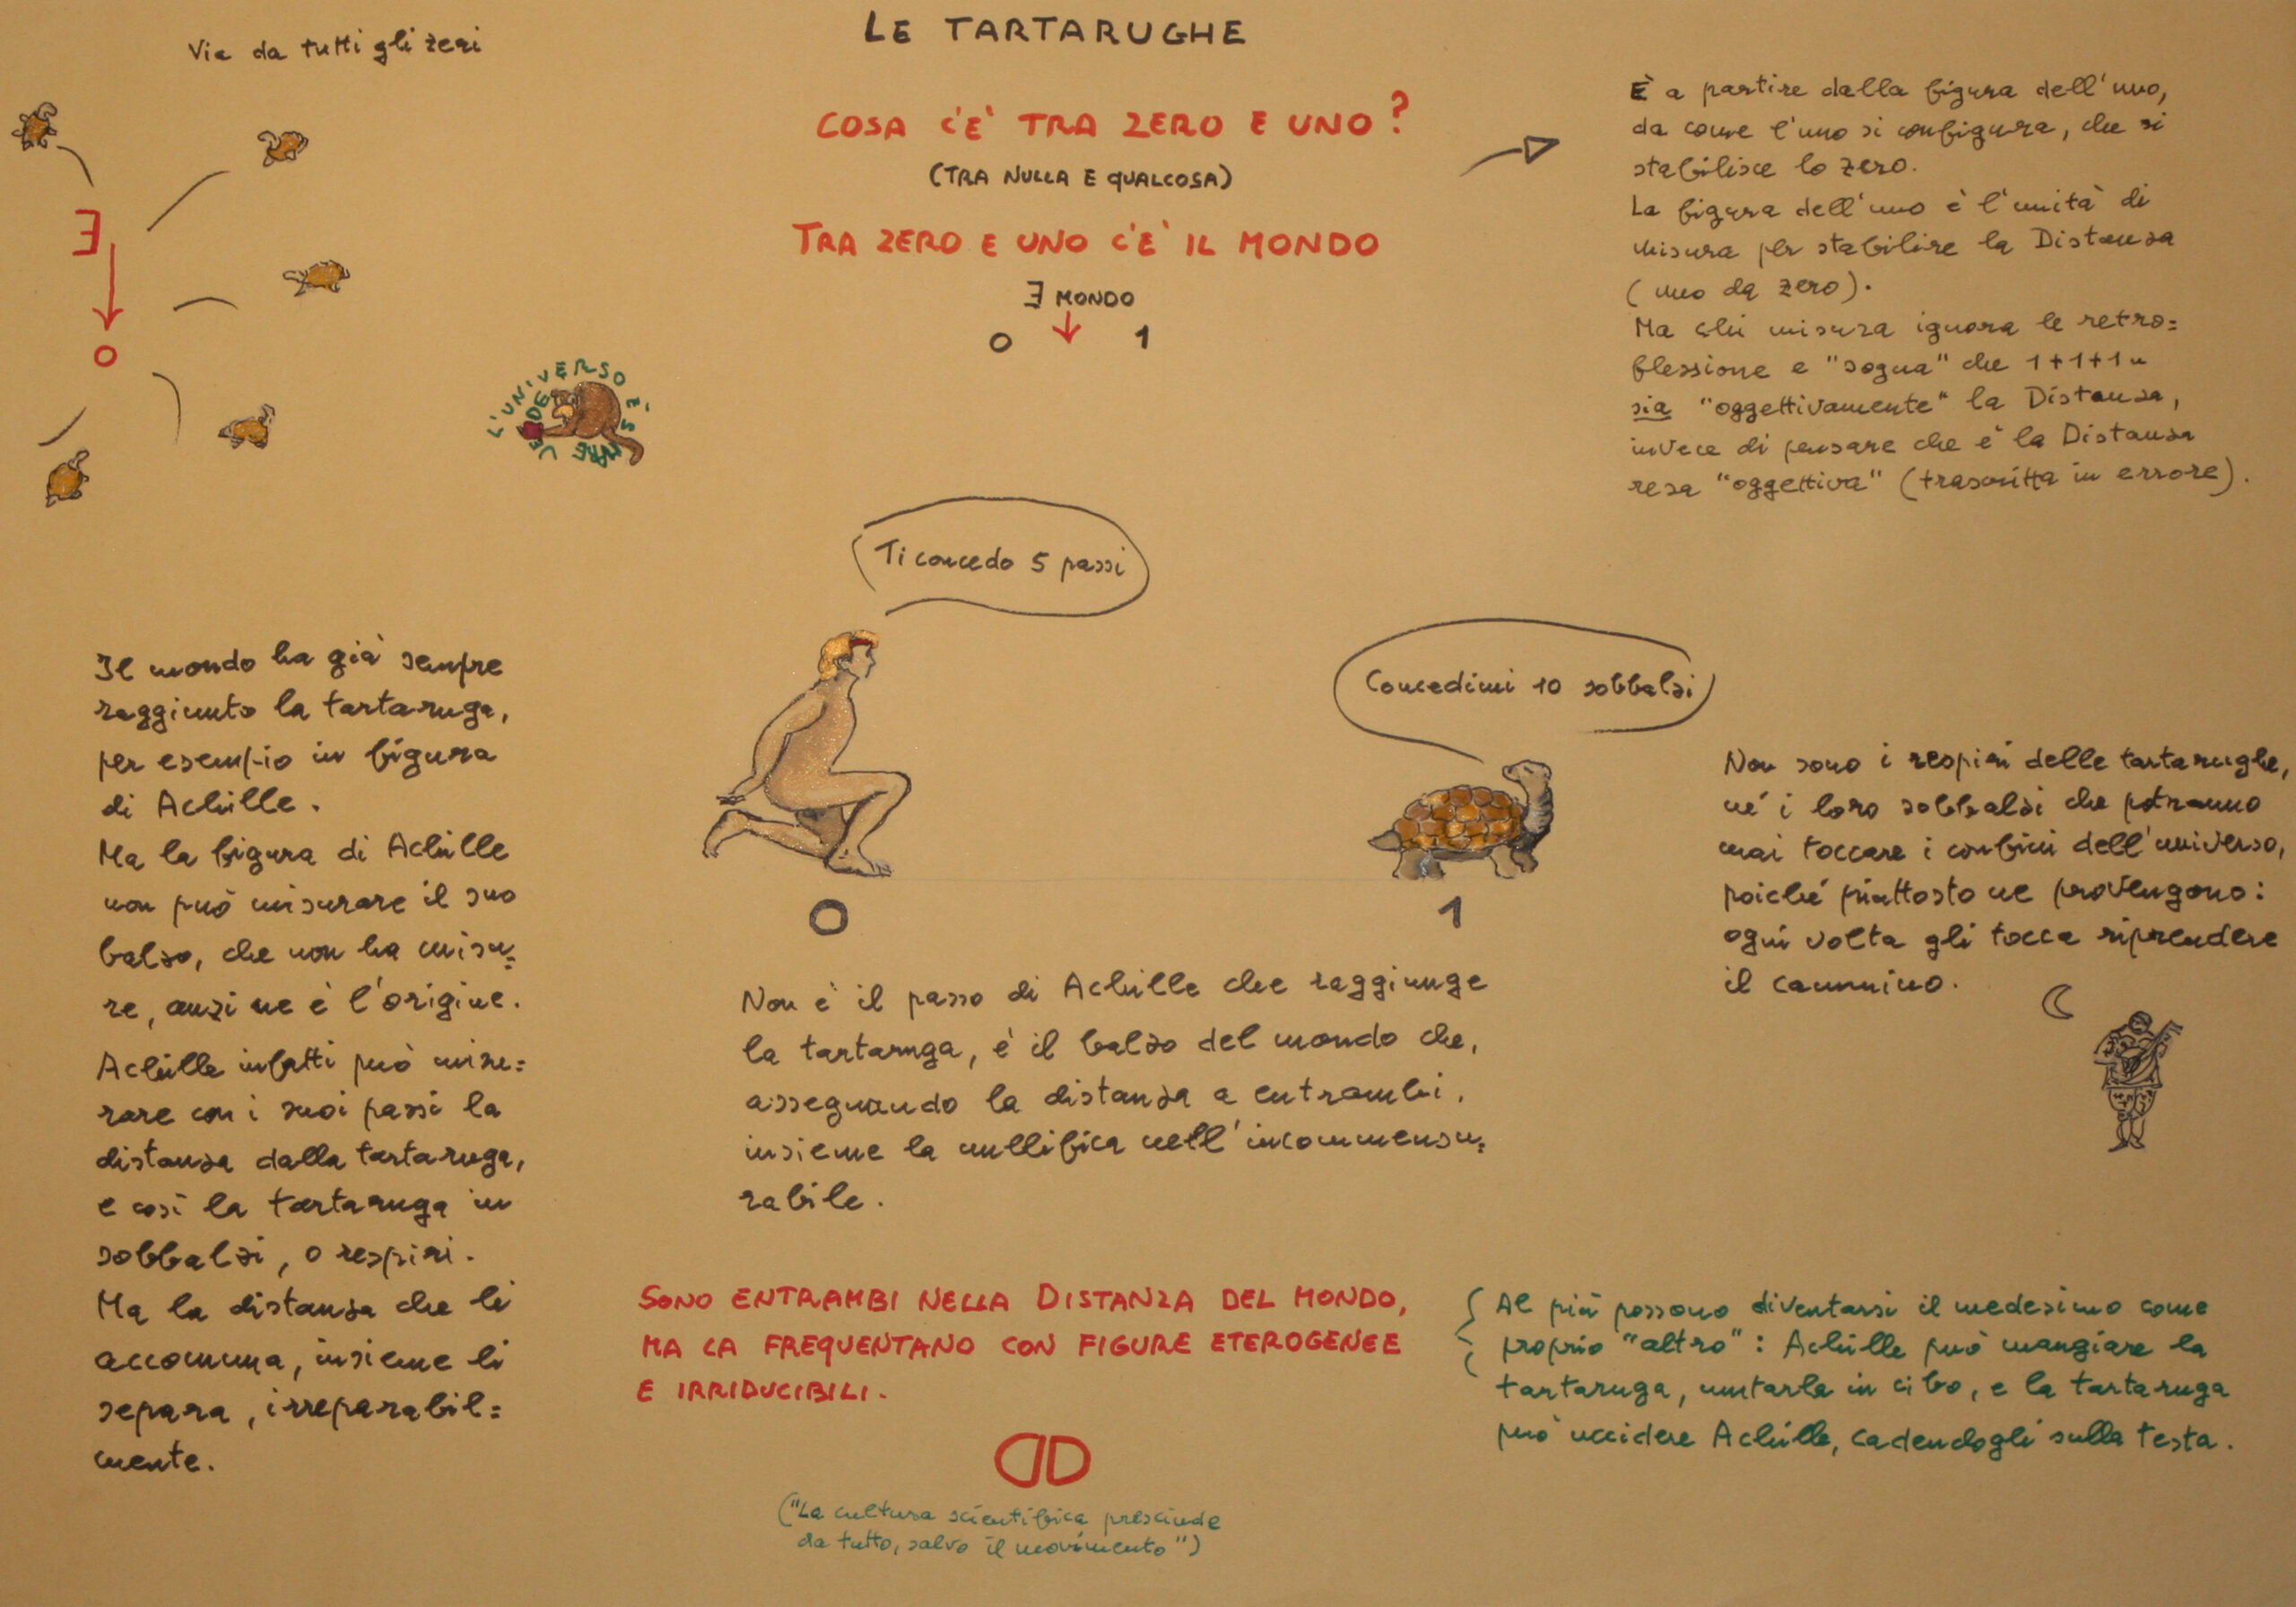 LE TARTARUGHE
Via da tutti gli zeri
Ǝ
0
L'UNIVERSO È SEMPRE VERDE
COSA C'E' TRA ZERO E UNO?
(TRA NULLA E QUALCOSA)
TRA ZERO E UNO C'E' IL MONDO
Ǝ MONDO
0 1
È a partire dalla figura dell'uno,
da come l'uno si configura, che si
stabilisce lo zero.
La figura dell'uno è l'unità di
misura per stabilire la Distanza
(uno da zero).
Ma chi misura ignora le retro=
flessione e "sogna" che 1+1+1n
sia "oggettivamente" la Distanza,
invece di pensare che è la Distanza
resa "oggettiva" (trascritta in errore).
Ti concedo 5 passi
Concedimi 10 sobbalzi
0 1
Il mondo ha già sempre
raggiunto la tartaruga,
per esempio in figura
di Achille.
Ma la figura di Achille
non può misurare il suo
balzo, che non ha misu=
re, anzi ne è l'origine.
Achille infatti può misu=
rare con i suoi passi la
distanza dalla tartaruga,
e così la tartaruga in
sobbalzi, o respiri.
Ma la distanza che li
accomuna, insieme li
separa, irreparabil=
mente.
Non è il passo di Achille che raggiunge
la tartaruga, è il balzo del mondo che,
assegnando la distanza a entrambi,
insieme la nullifica nell'incommensu=
rabile.
Non sono i respiri delle tartarughe,
né i loro sobbalzi che potranno
mai toccare i confini dell'universo,
poiché piuttosto ne provengono:
ogni volta gli tocca riprendere
il cammino.
SONO ENTRAMBI NELLA DISTANZA DEL MONDO,
MA LA FREQUENTANO CON FIGURE ETEROGENEE
E IRRIDUCIBILI.
Al più possono diventarsi il medesimo come
proprio "altro": Achille può mangiare la
tartaruga, mutarla in cibo, e la tartaruga
può uccidere Achille, cadendogli sulla testa.
("La cultura scientifica prescinde
da tutto, salvo il movimento")